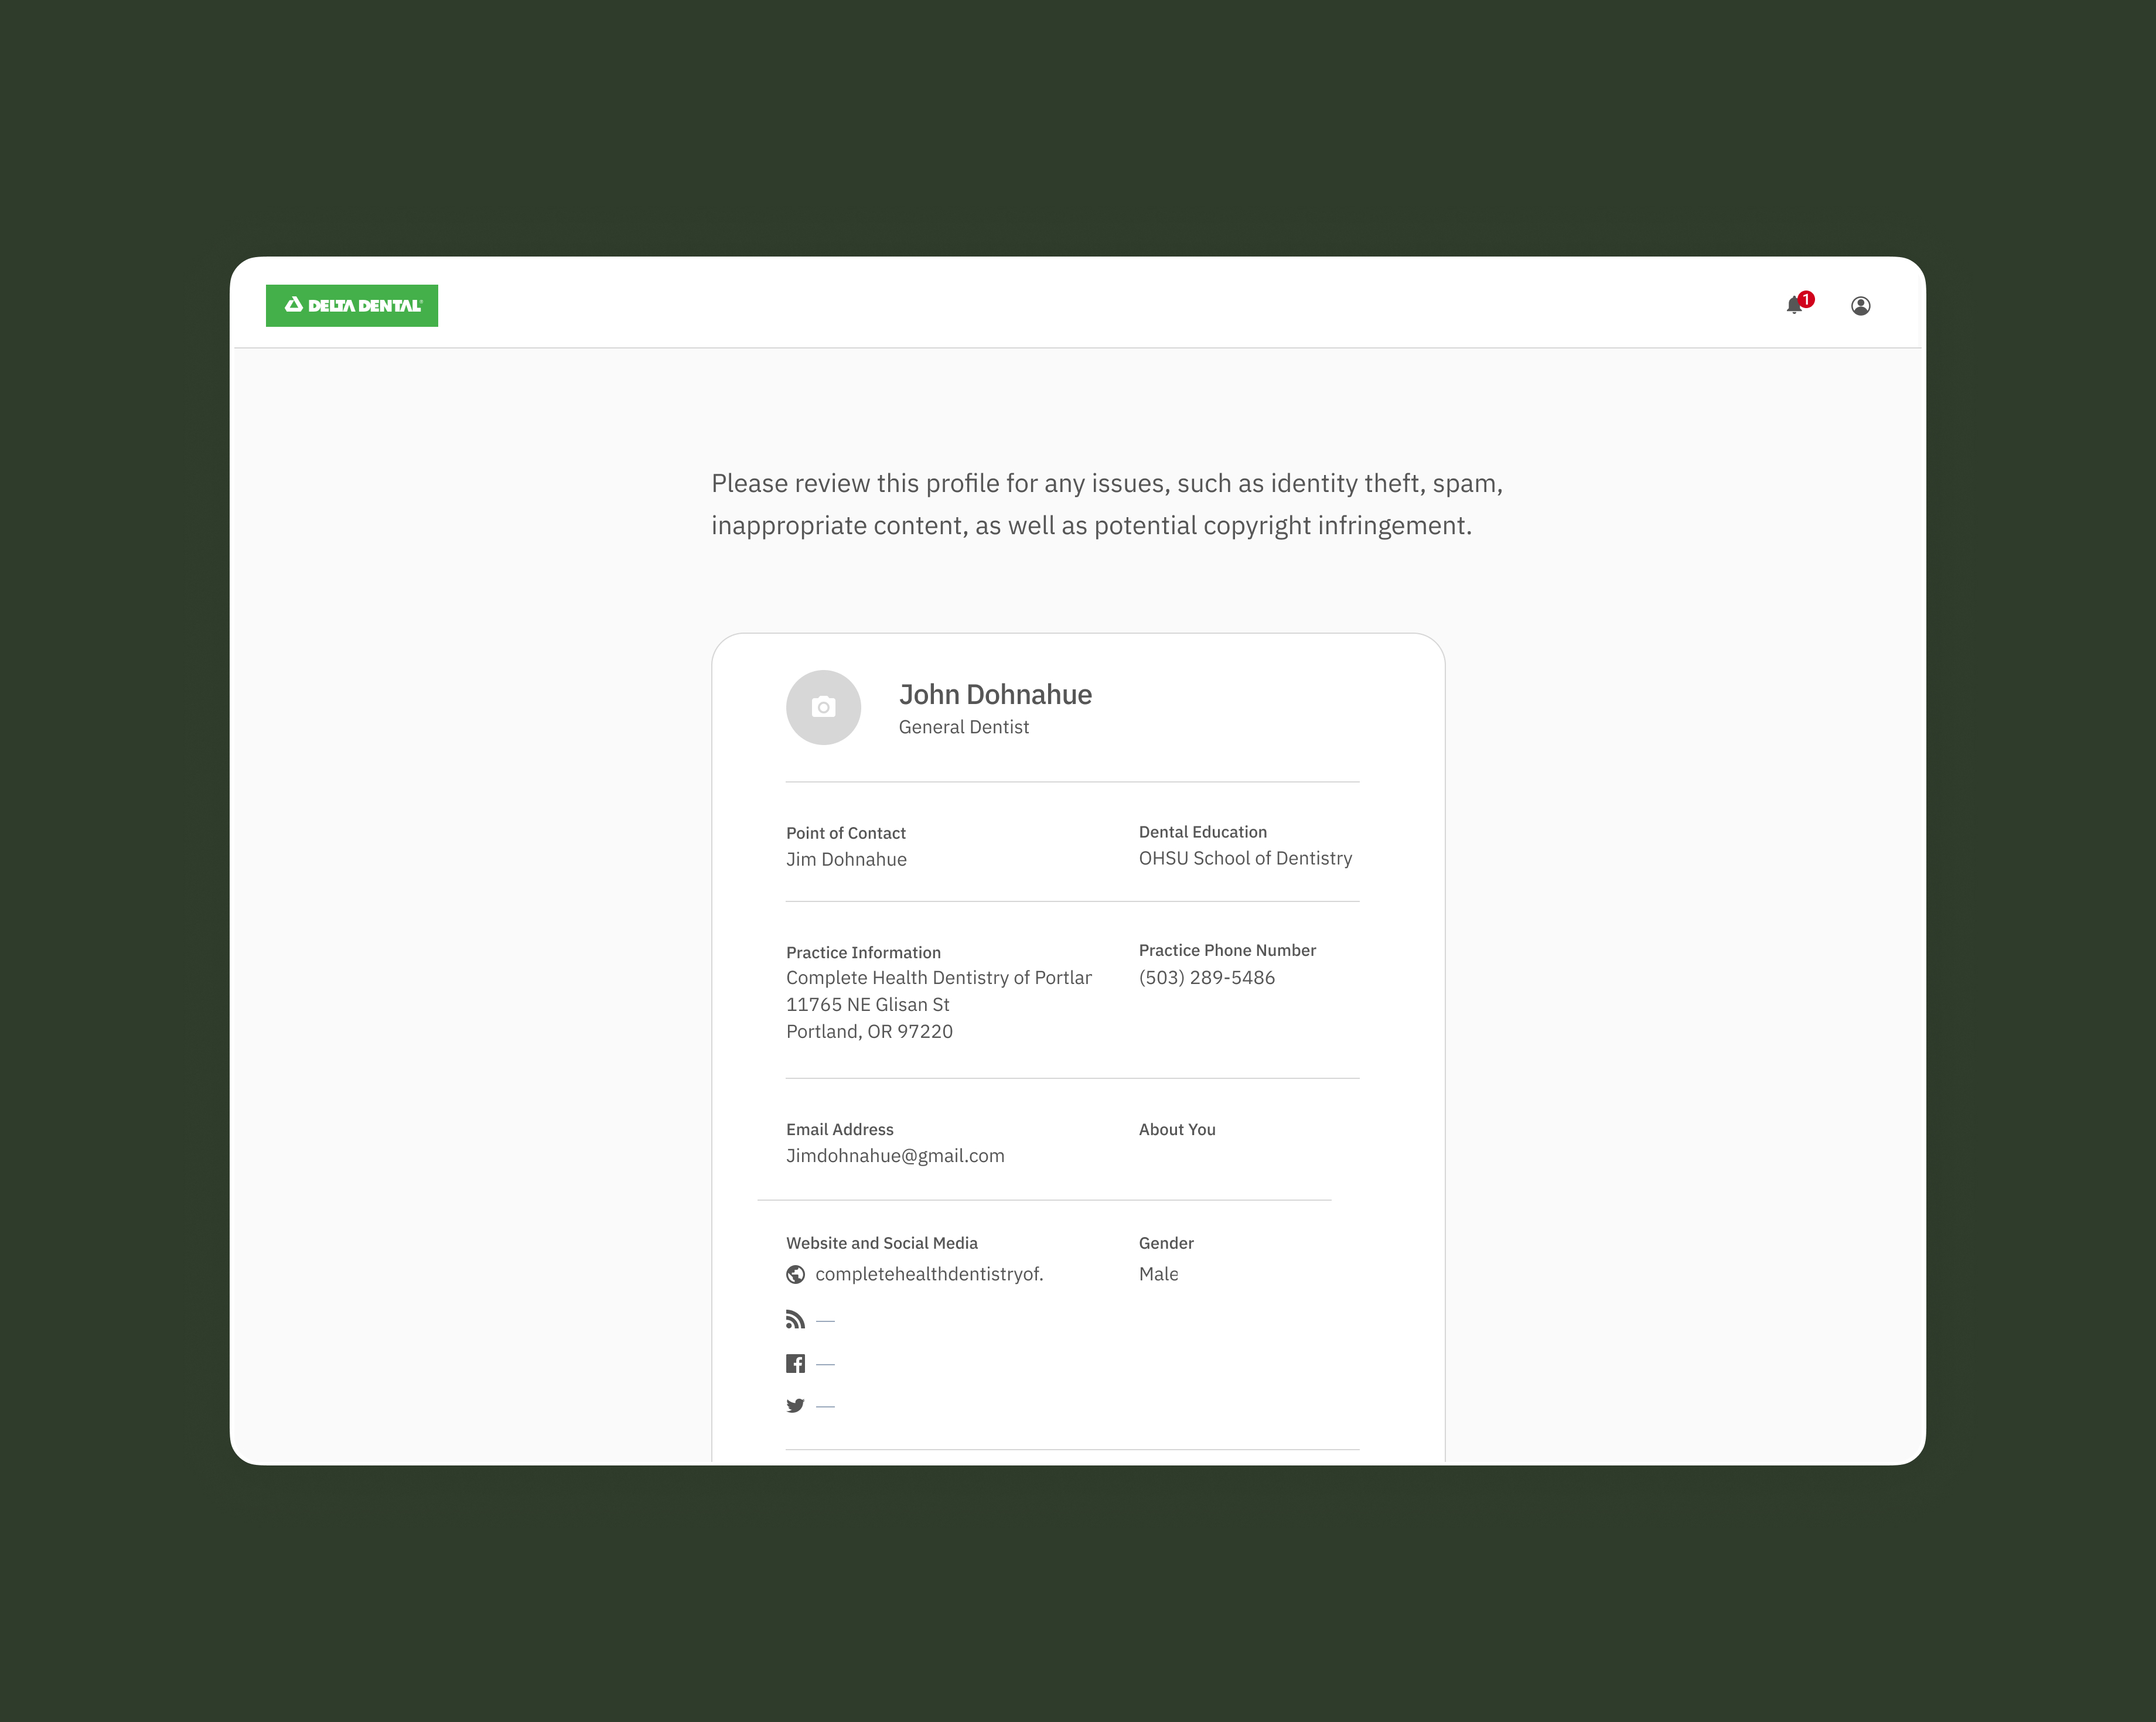 DELTA DENTAL®
1
Please review this profile for any issues, such as identity theft, spam,
inappropriate content, as well as potential copyright infringement.
John Dohnahue
General Dentist
Point of Contact
Jim Dohnahue
Dental Education
OHSU School of Dentistry
Practice Information
Complete Health Dentistry of Portlar
11765 NE Glisan St
Portland, OR 97220
Practice Phone Number
(503) 289-5486
Email Address
Jimdohnahue@gmail.com
About You
Website and Social Media
completehealthdentistryof.
—
—
—
Gender
Male